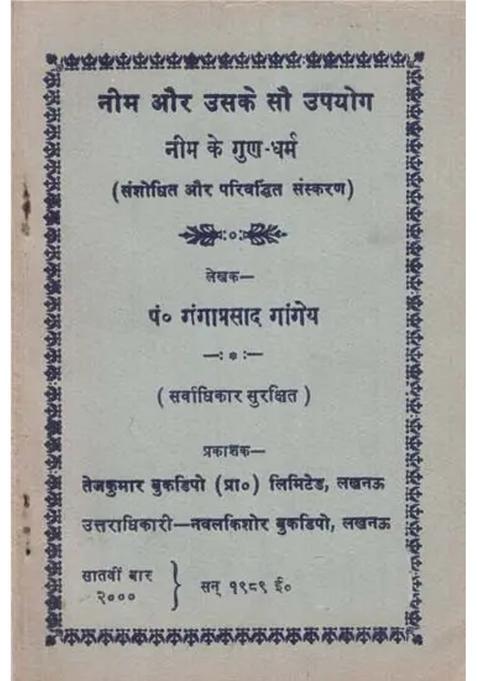 नीम और उसके सौ उपयोग
नीम के गुण-धर्म
(संशोधित और परिवर्द्धित संस्करण)
लेखक—
पं० गंगाप्रसाद गांगेय
(सर्वाधिकार सुरक्षित)
प्रकाशक—
तेजकुमार बुकडिपो (प्रा०) लिमिटेड, लखनऊ
उत्तराधिकारी—नवलकिशोर बुकडिपो, लखनऊ
सातवीं बार
२००० } सन् १९८९ ई०